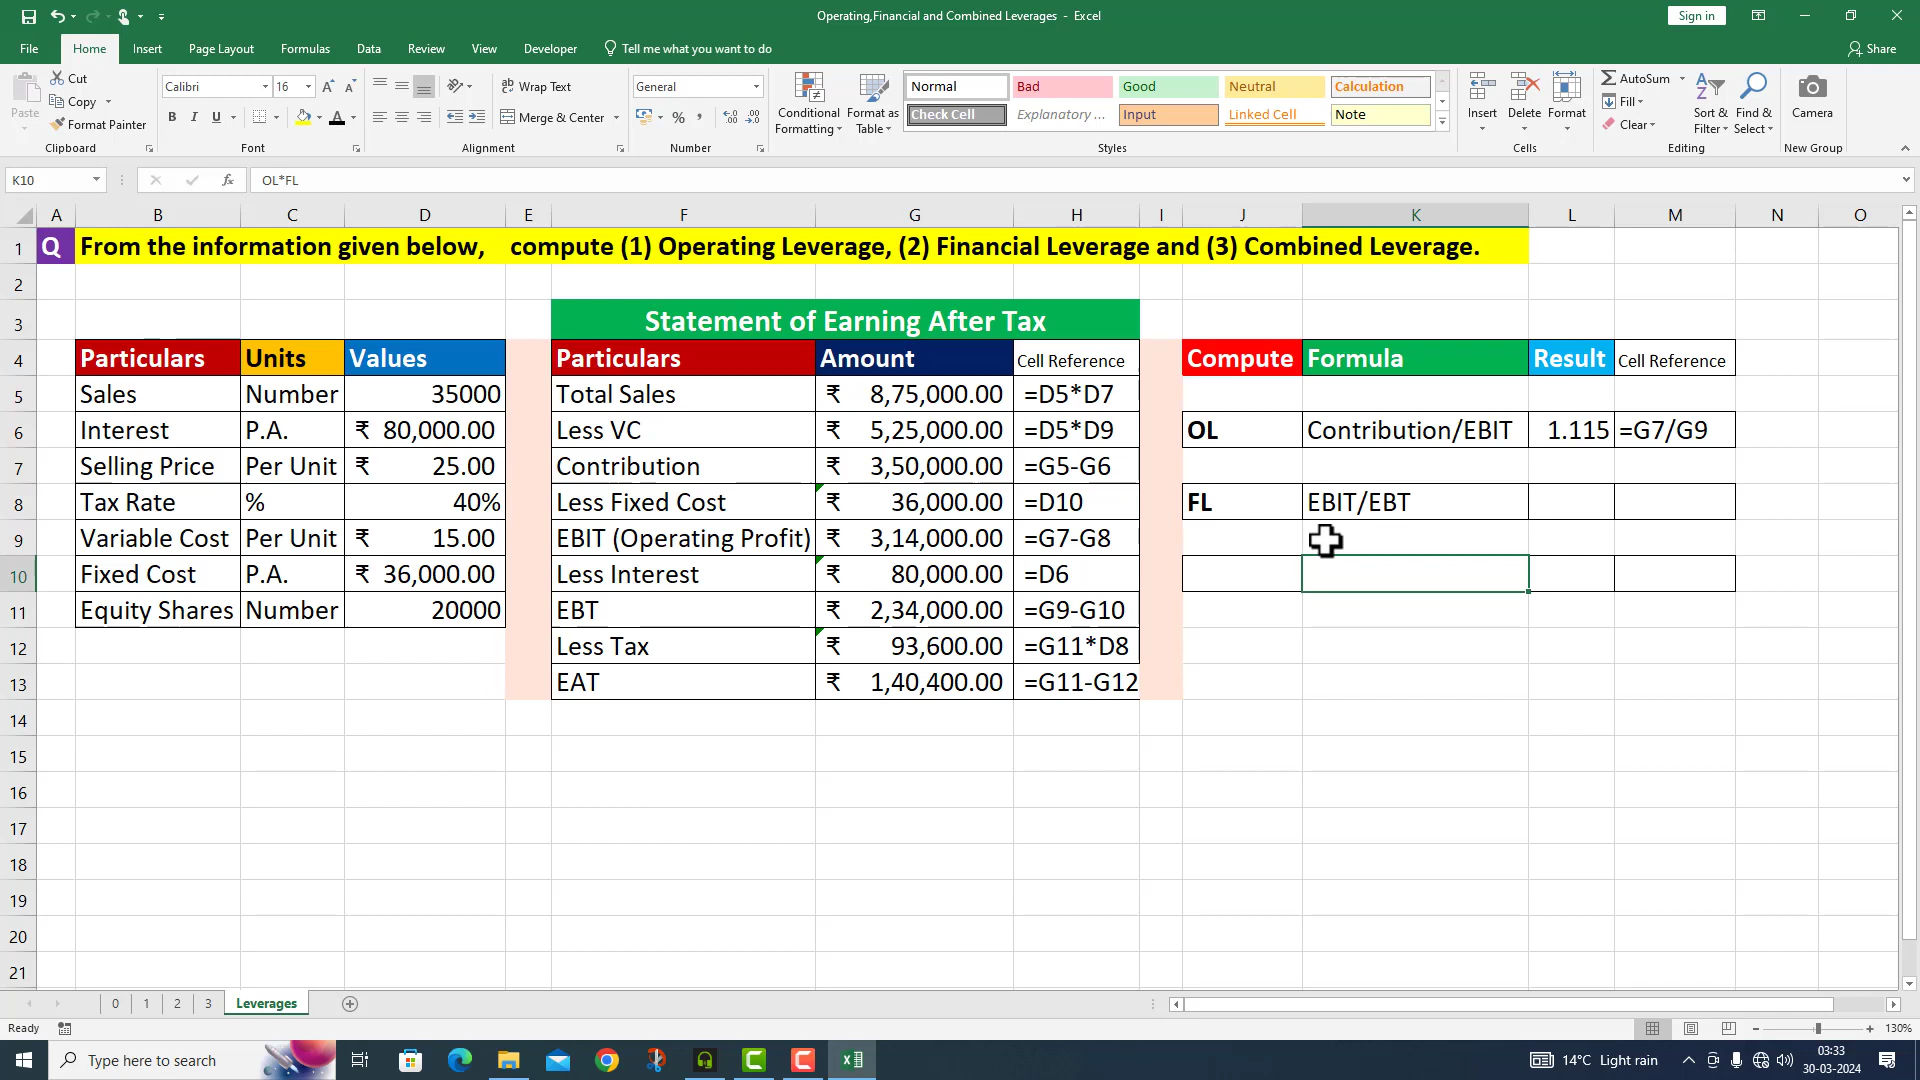 Operating,Financial and Combined Leverages - Excel
Sign in
File Home Insert Page Layout Formulas Data Review View Developer Tell me what you want to do Share
Paste Cut Copy Format Painter Clipboard
Calibri 16 A A B I U A Font
ab Wrap Text Merge & Center Alignment
General % , Number
Conditional Formatting Format as Table
Normal Bad Good Neutral Calculation
Check Cell Explanatory ... Input Linked Cell Note
Styles
Insert Delete Format Cells
AutoSum Fill Clear Sort & Filter Find & Select Editing
Camera New Group
K10 fx OL*FL
A B C D E F G H I J K L M N O
1 Q From the information given below, compute (1) Operating Leverage, (2) Financial Leverage and (3) Combined Leverage.
2
3 Statement of Earning After Tax
4 Particulars Units Values Particulars Amount Cell Reference Compute Formula Result Cell Reference
5 Sales Number 35000 Total Sales ₹ 8,75,000.00 =D5*D7
6 Interest P.A. ₹ 80,000.00 Less VC ₹ 5,25,000.00 =D5*D9 OL Contribution/EBIT 1.115 =G7/G9
7 Selling Price Per Unit ₹ 25.00 Contribution ₹ 3,50,000.00 =G5-G6
8 Tax Rate % 40% Less Fixed Cost ₹ 36,000.00 =D10 FL EBIT/EBT
9 Variable Cost Per Unit ₹ 15.00 EBIT (Operating Profit) ₹ 3,14,000.00 =G7-G8
10 Fixed Cost P.A. ₹ 36,000.00 Less Interest ₹ 80,000.00 =D6
11 Equity Shares Number 20000 EBT ₹ 2,34,000.00 =G9-G10
12 Less Tax ₹ 93,600.00 =G11*D8
13 EAT ₹ 1,40,400.00 =G11-G12
14
15
16
17
18
19
20
21
0 1 2 3 Leverages
Ready 130%
Type here to search 14°C Light rain 03:33
30-03-2024